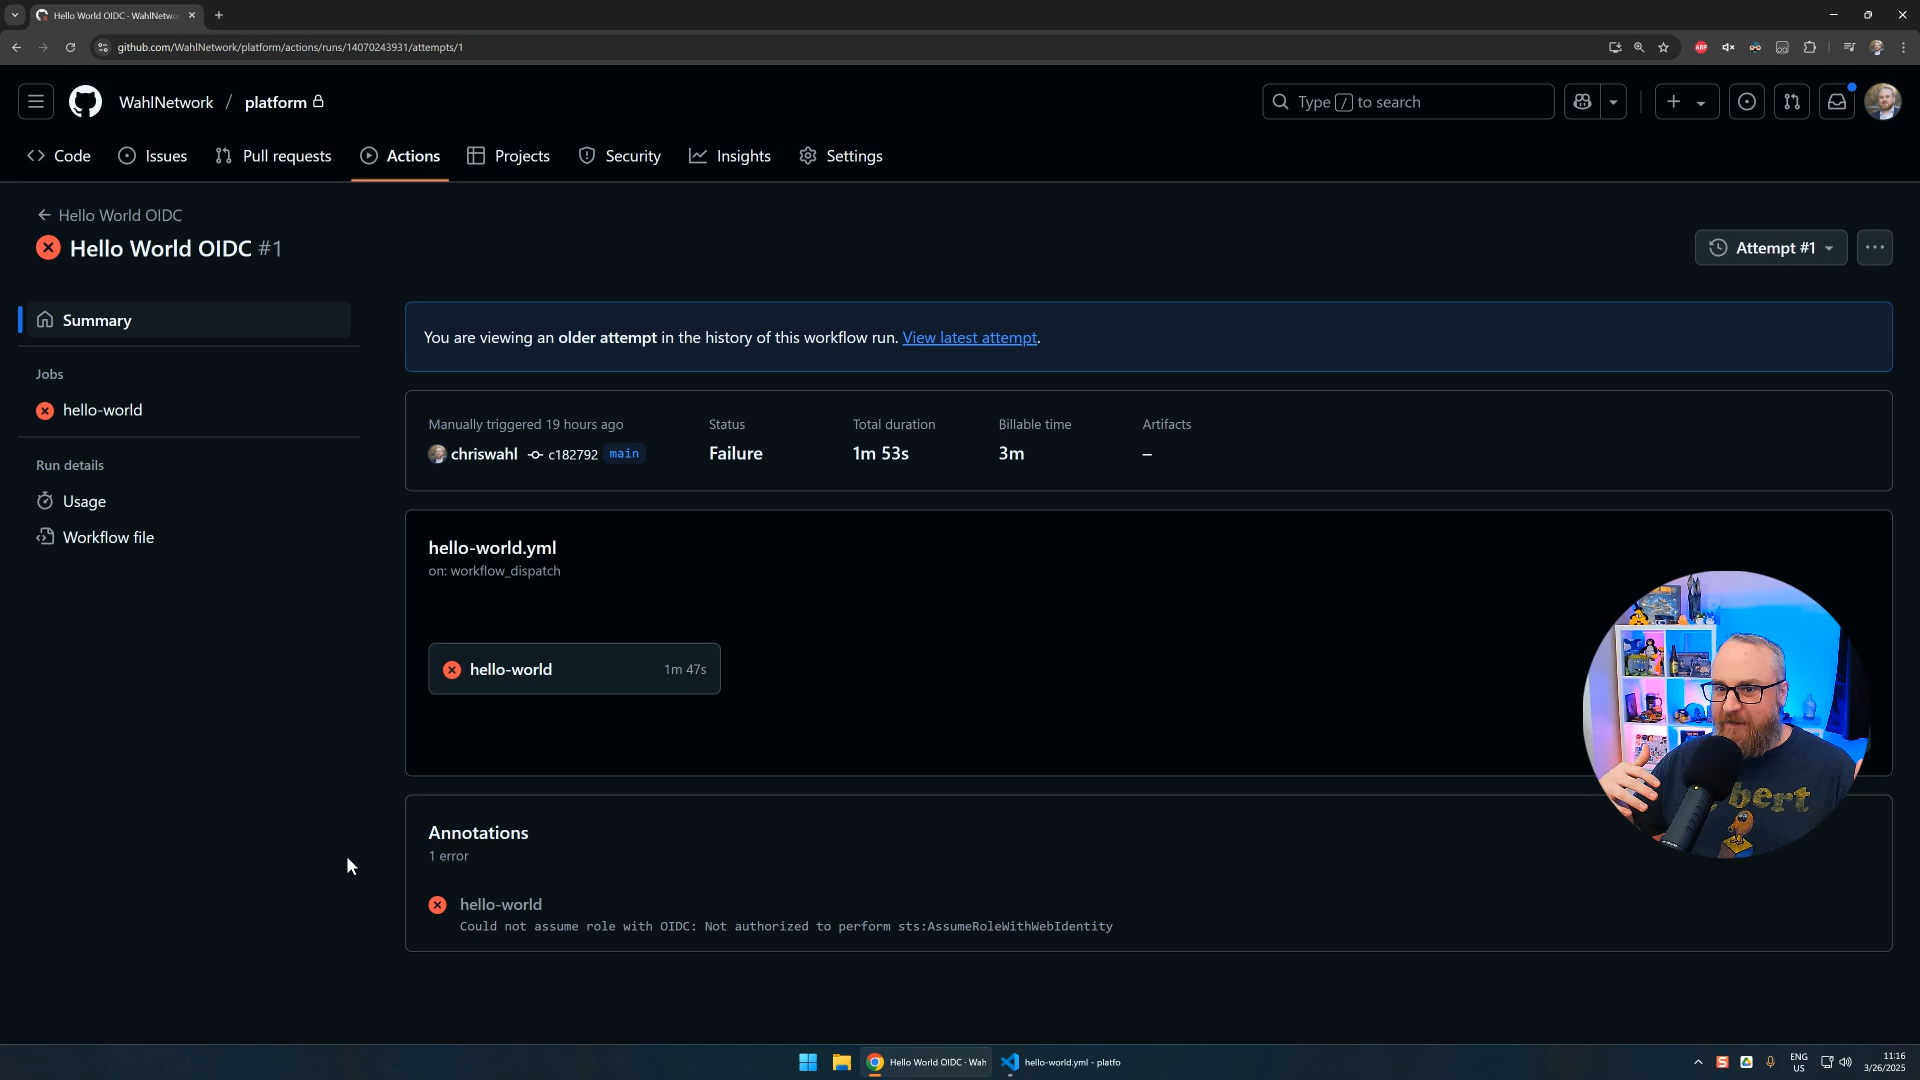 Hello World OIDC · WahlNetwo
github.com/WahlNetwork/platform/actions/runs/14070243931/attempts/1
ABP
WahlNetwork / platform
Type / to search
Code
Issues
Pull requests
Actions
Projects
Security
Insights
Settings
Hello World OIDC
Hello World OIDC #1
Attempt #1
Summary
Jobs
hello-world
Run details
Usage
Workflow file
You are viewing an older attempt in the history of this workflow run. View latest attempt.
Manually triggered 19 hours ago
chriswahl c182792 main
Status
Failure
Total duration
1m 53s
Billable time
3m
Artifacts
–
hello-world.yml
on: workflow_dispatch
hello-world 1m 47s
Annotations
1 error
hello-world
Could not assume role with OIDC: Not authorized to perform sts:AssumeRoleWithWebIdentity
bert
Hello World OIDC · Wah
hello-world.yml - platfo
ENG
US
11:16
3/26/2025